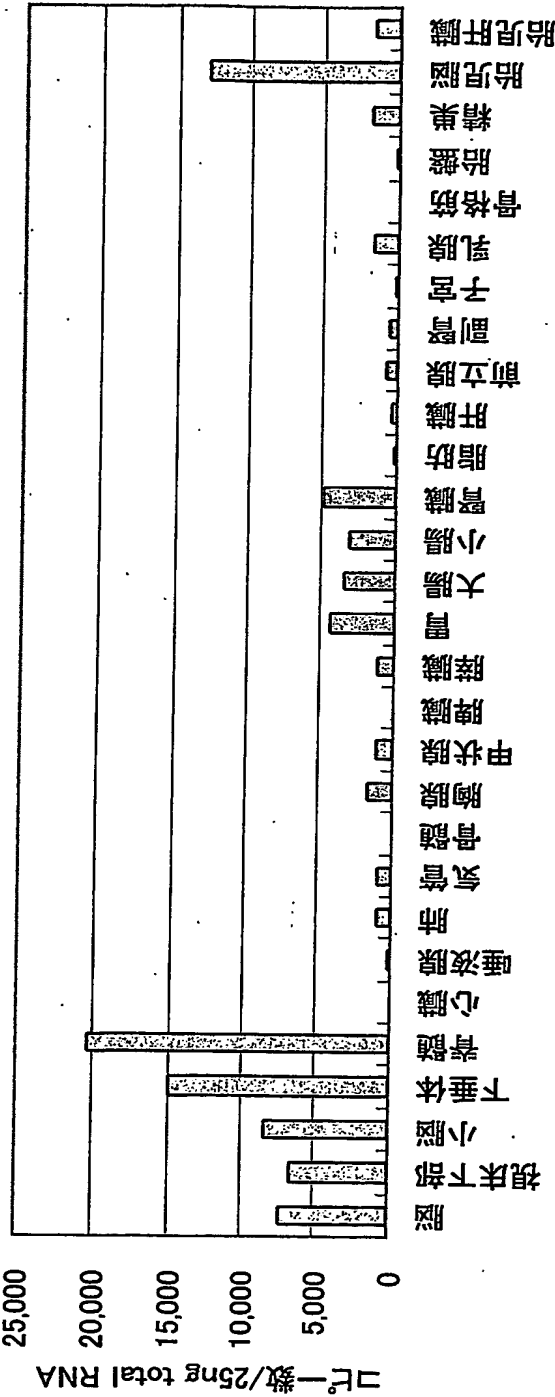 コピー数/25ng total RNA
25,000
20,000
15,000
10,000
5,000
0
脳
視床下部
小脳
下垂体
脊髄
心臓
唾液腺
肺
気管
骨髄
胸腺
甲状腺
脾臓
膵臓
胃
大腸
小腸
腎臓
脂肪
肝臓
前立腺
副腎
子宮
乳腺
骨格筋
胎盤
精巣
胎児脳
胎児肝臓